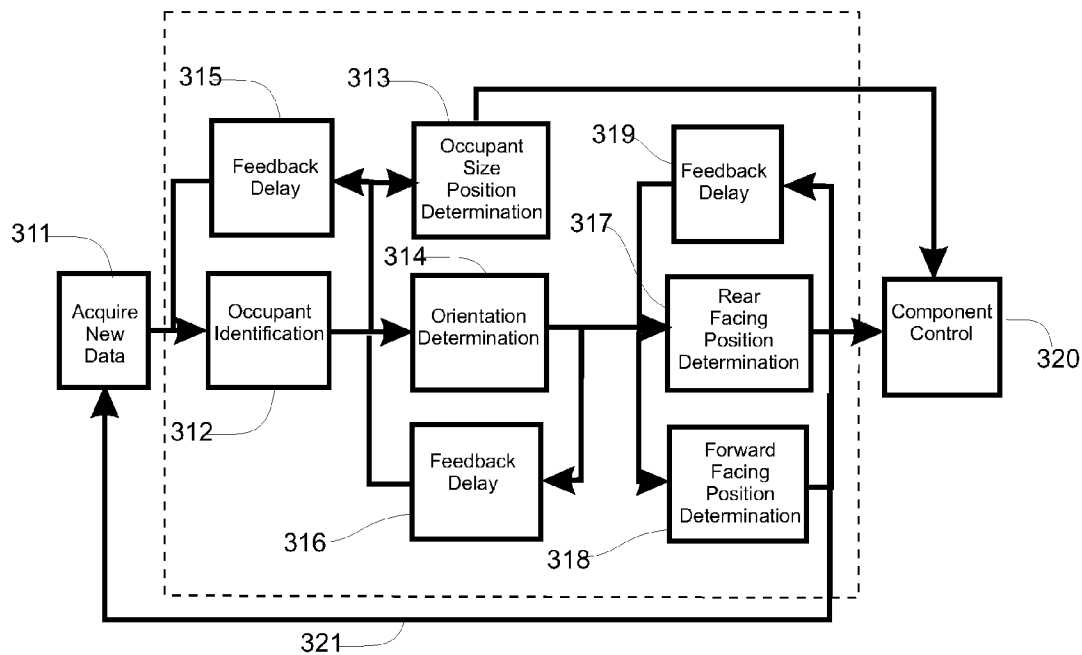 315
313
319
Feedback
Delay
Occupant
Size
Position
Determination
Feedback
Delay
317
311
314
Acquire
New
Data
Occupant
Identification
Orientation
Determination
Rear
Facing
Position
Determination
Component
Control
320
312
Feedback
Delay
Forward
Facing
Position
Determination
316
318
321